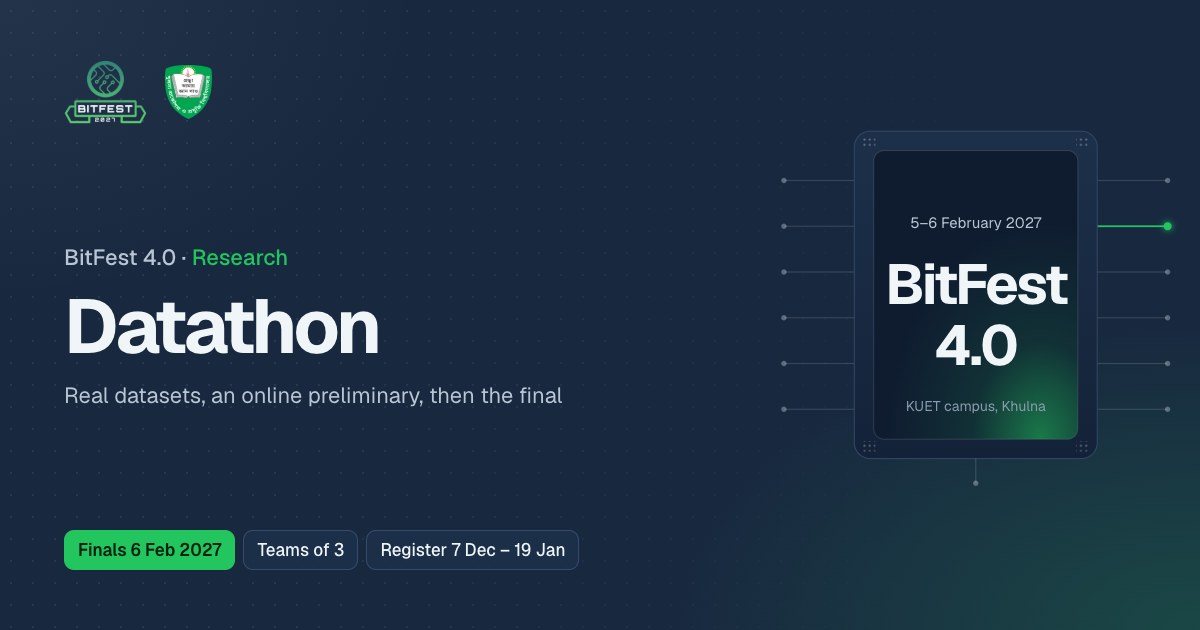 BITFEST
2027
BitFest 4.0 · Research
Datathon
Real datasets, an online preliminary, then the final
Finals 6 Feb 2027
Teams of 3
Register 7 Dec – 19 Jan
5–6 February 2027
BitFest
4.0
KUET campus, Khulna